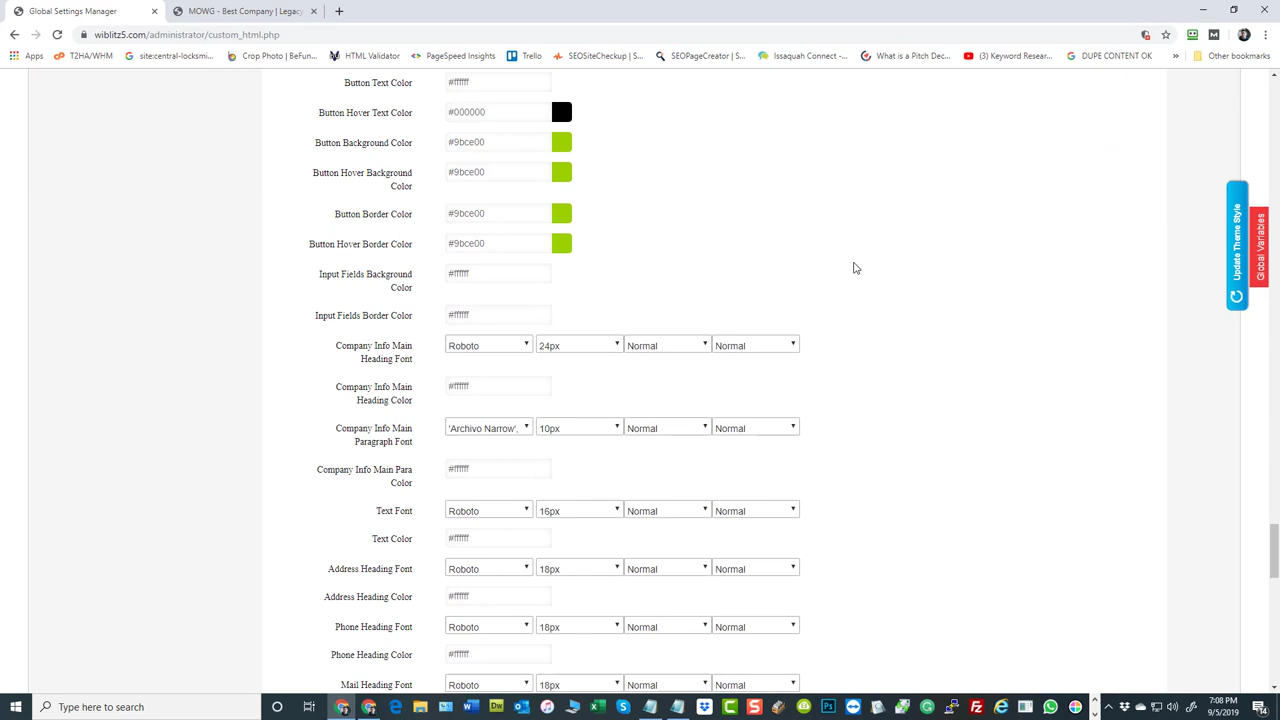 Global Settings Manager
MOWG - Best Company | Legacy
wiblitz5.com/administrator/custom_html.php
Apps
T2HA/WHM
site:central-locksmi...
Crop Photo | BeFun...
HTML Validator
PageSpeed Insights
Trello
SEOSiteCheckup | S...
SEOPageCreator | S...
Issaquah Connect -...
What is a Pitch Dec...
(3) Keyword Resear...
DUPE CONTENT OK
»
Other bookmarks
Button Text Color #ffffff
Button Hover Text Color #000000
Button Background Color #9bce00
Button Hover Background
Color #9bce00
Button Border Color #9bce00
Button Hover Border Color #9bce00
Input Fields Background
Color #ffffff
Input Fields Border Color #ffffff
Company Info Main
Heading Font Roboto 24px Normal Normal
Company Info Main
Heading Color #ffffff
Company Info Main
Paragraph Font 'Archivo Narrow', 10px Normal Normal
Company Info Main Para
Color #ffffff
Text Font Roboto 16px Normal Normal
Text Color #ffffff
Address Heading Font Roboto 18px Normal Normal
Address Heading Color #ffffff
Phone Heading Font Roboto 18px Normal Normal
Phone Heading Color #ffffff
Mail Heading Font Roboto 18px Normal Normal
Update Theme Style
Global Variables
Type here to search
7:08 PM
9/5/2019